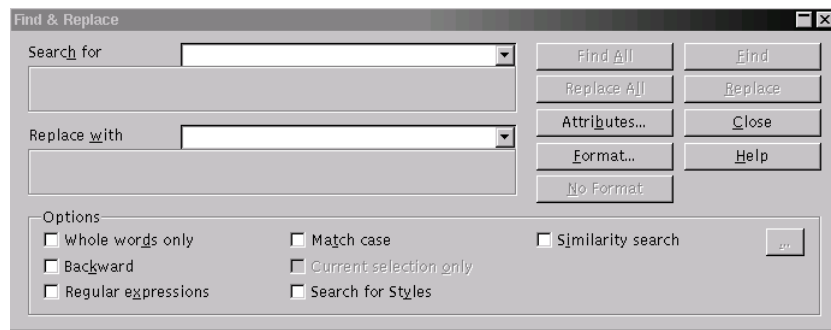 Find & Replace
Search for
Find All
Find
Replace All
Replace
Replace with
Attributes...
Close
Format...
Help
No Format
Options
Whole words only
Match case
Similarity search
...
Backward
Current selection only
Regular expressions
Search for Styles